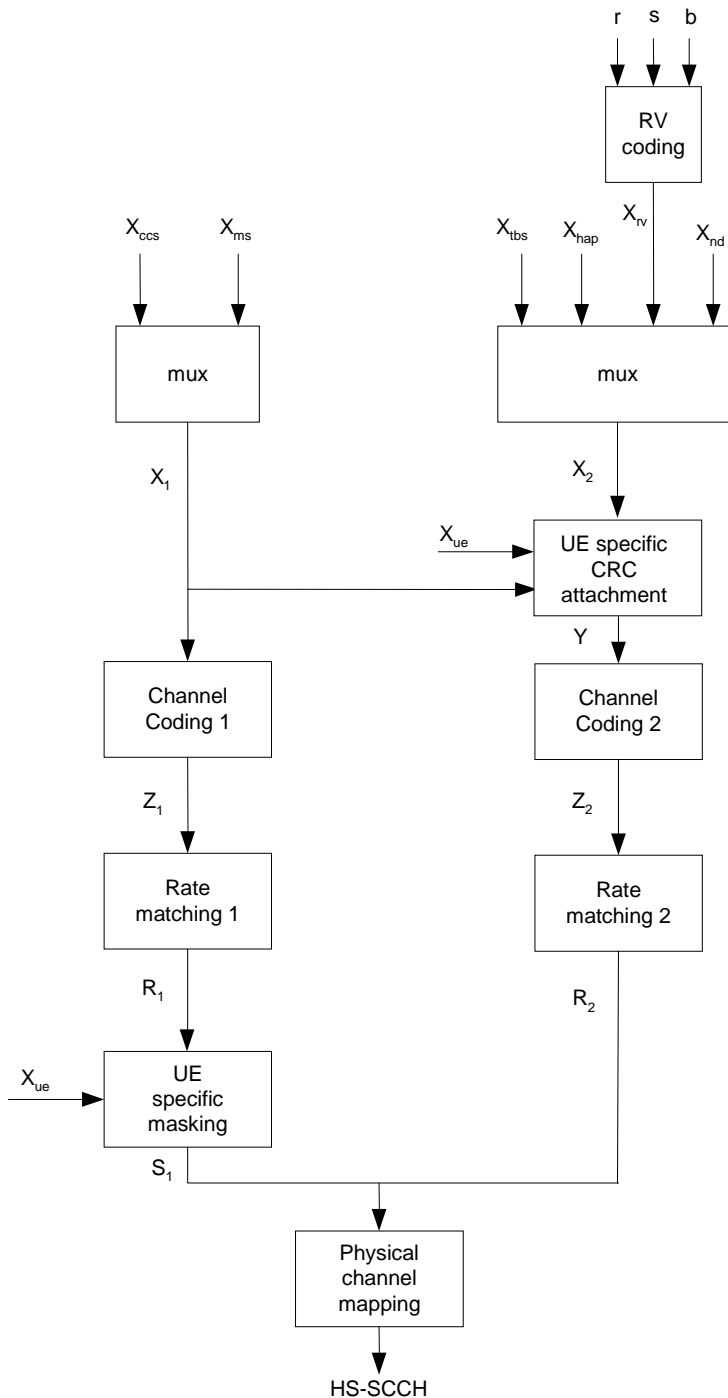 r s b
RV
coding
X_ccs X_ms X_tbs X_hap X_rv X_nd
mux mux
X_1 X_2
X_ue
UE specific
CRC
attachment
Y
Channel
Coding 1
Channel
Coding 2
Z_1 Z_2
Rate
matching 1
Rate
matching 2
R_1 R_2
X_ue
UE
specific
masking
S_1
Physical
channel
mapping
HS-SCCH